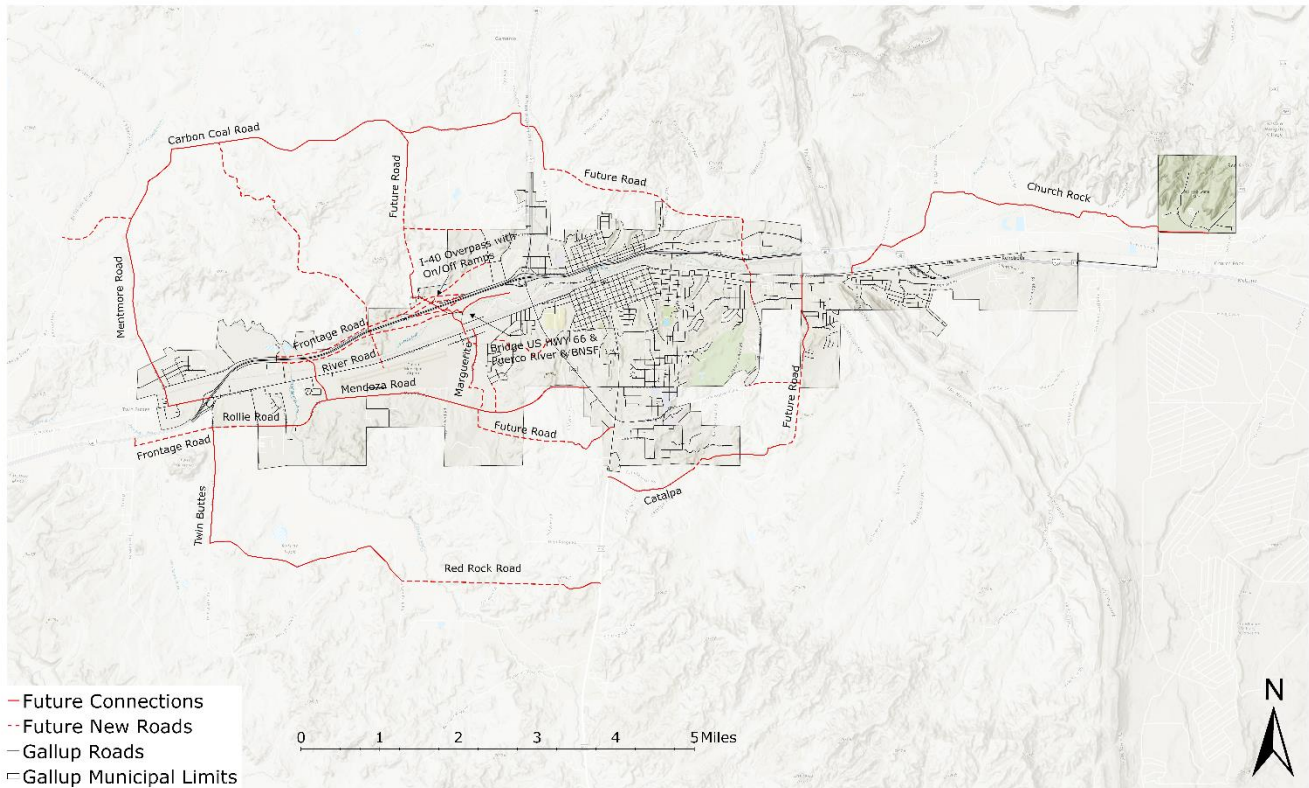 Carbon Coal Road
Future Road
Future Road
Church Rock
I-40 Overpass with
On/Off Ramps
Mentmore Road
Frontage Road
River Road
Bridge US HWY 66 &
Puerco River & BNSF
Marguerite
Mendoza Road
Future Road
Rollie Road
Future Road
Frontage Road
Catalpa
Twin Buttes
Red Rock Road
Future Connections
Future New Roads
Gallup Roads
Gallup Municipal Limits
0 1 2 3 4 5 Miles
N